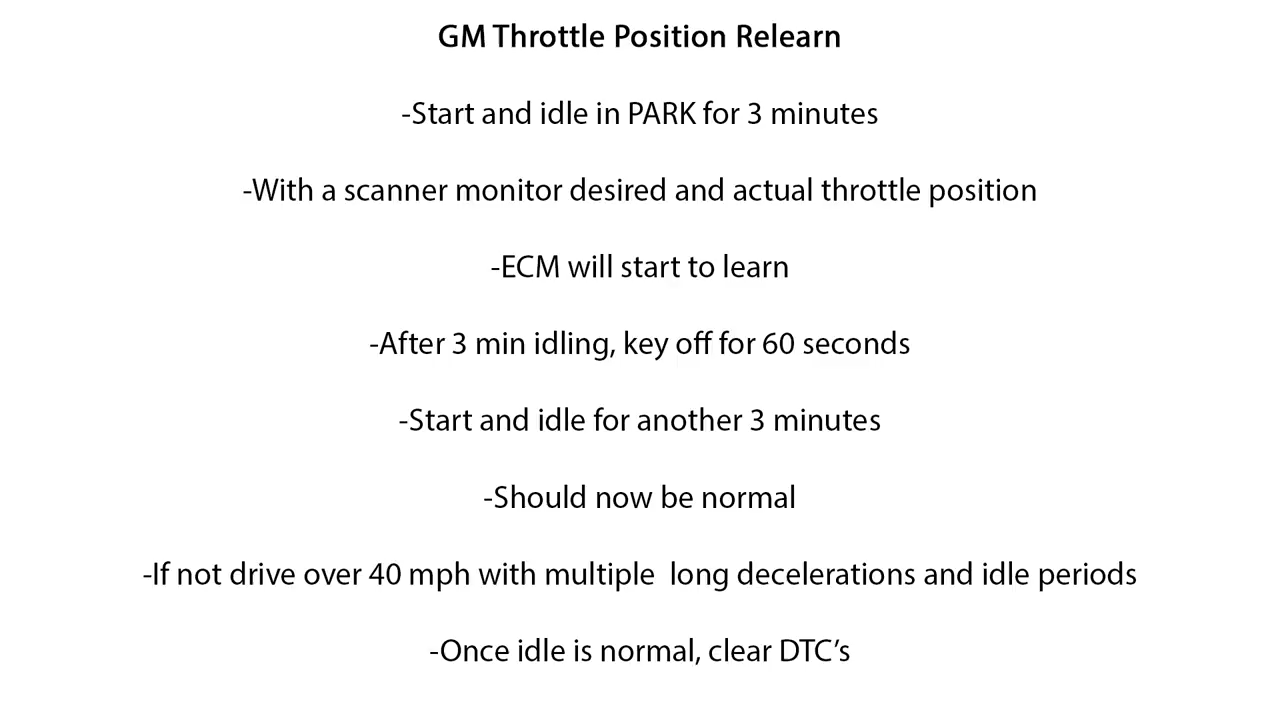 GM Throttle Position Relearn
-Start and idle in PARK for 3 minutes
-With a scanner monitor desired and actual throttle position
-ECM will start to learn
-After 3 min idling, key off for 60 seconds
-Start and idle for another 3 minutes
-Should now be normal
-If not drive over 40 mph with multiple  long decelerations and idle periods
-Once idle is normal, clear DTC’s